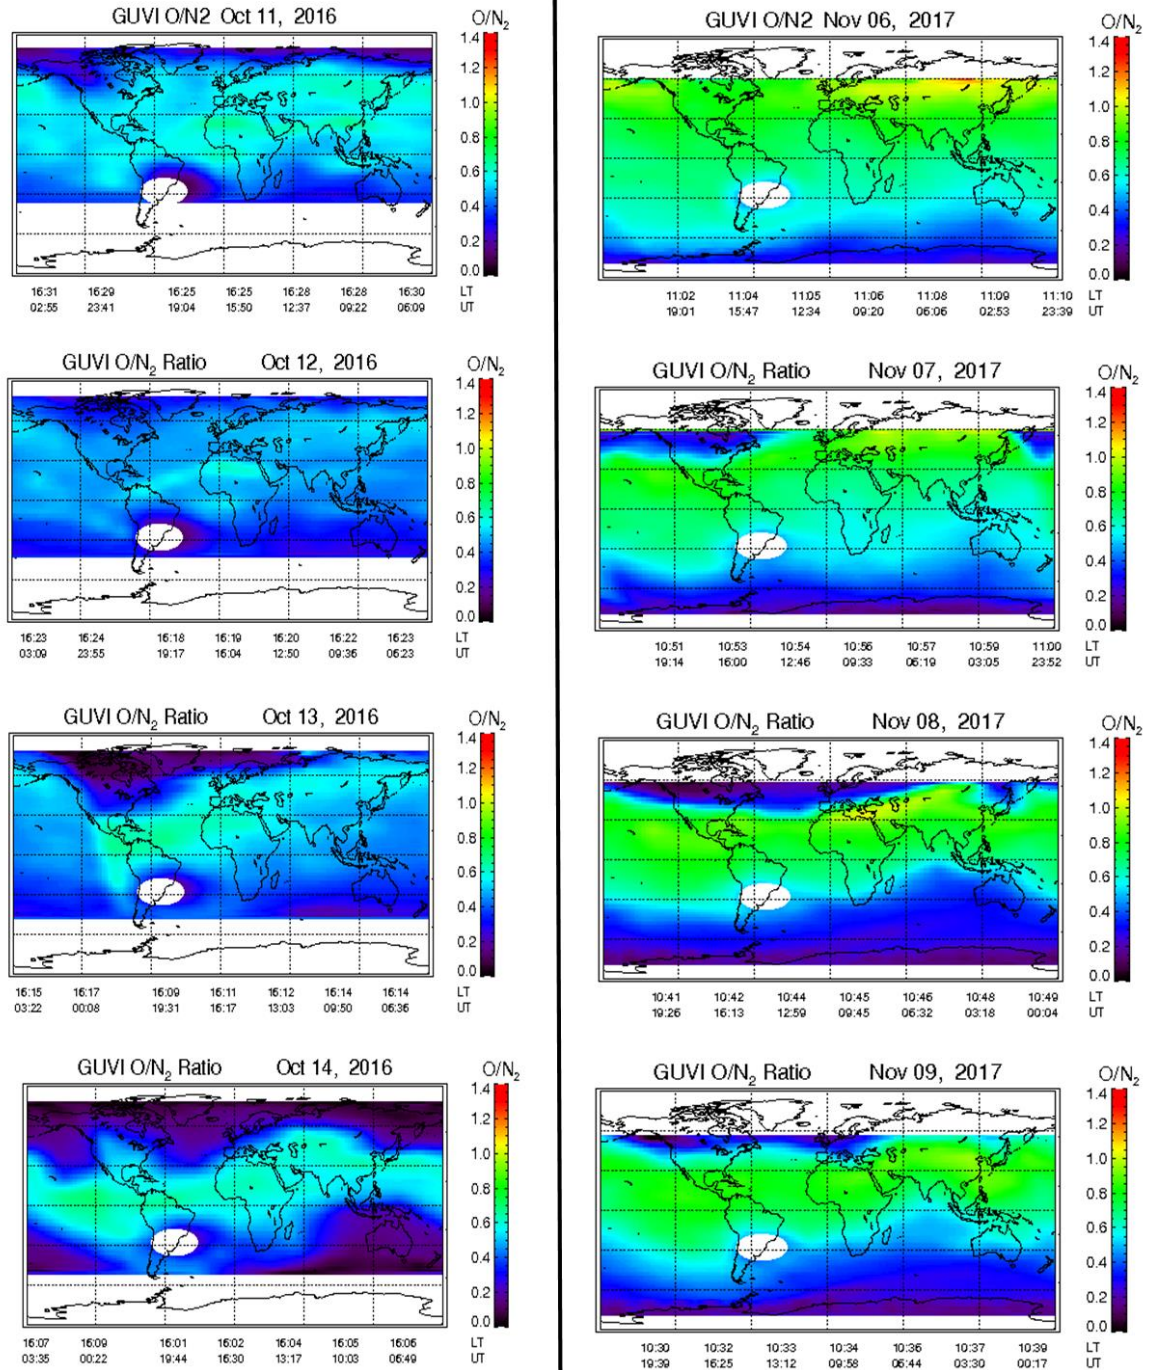 GUVI O/N2 Oct 11, 2016
O/N2
1.4
1.2
1.0
0.8
0.6
0.4
0.2
0.0
16:31 16:29 16:25 16:25 16:28 16:28 16:30 LT
02:55 23:41 19:04 15:50 12:37 09:22 06:09 UT
GUVI O/N2 Ratio Oct 12, 2016
O/N2
1.4
1.2
1.0
0.8
0.6
0.4
0.2
0.0
16:23 16:24 16:18 16:19 16:20 16:22 16:23 LT
03:09 23:55 19:17 16:04 12:50 09:36 06:23 UT
GUVI O/N2 Ratio Oct 13, 2016
O/N2
1.4
1.2
1.0
0.8
0.6
0.4
0.2
0.0
16:15 16:17 16:09 16:11 16:12 16:14 16:14 LT
03:22 00:08 19:31 16:17 13:03 09:50 06:36 UT
GUVI O/N2 Ratio Oct 14, 2016
O/N2
1.4
1.2
1.0
0.8
0.6
0.4
0.2
0.0
16:07 16:09 16:01 16:02 16:04 16:05 16:06 LT
03:35 00:22 19:44 16:30 13:17 10:03 06:49 UT
GUVI O/N2 Nov 06, 2017
O/N2
1.4
1.2
1.0
0.8
0.6
0.4
0.2
0.0
11:02 11:04 11:05 11:06 11:08 11:09 11:10 LT
19:01 15:47 12:34 09:20 06:06 02:53 23:39 UT
GUVI O/N2 Ratio Nov 07, 2017
O/N2
1.4
1.2
1.0
0.8
0.6
0.4
0.2
0.0
10:51 10:53 10:54 10:56 10:57 10:59 11:00 LT
19:14 16:00 12:46 09:33 06:19 03:05 23:52 UT
GUVI O/N2 Ratio Nov 08, 2017
O/N2
1.4
1.2
1.0
0.8
0.6
0.4
0.2
0.0
10:41 10:42 10:44 10:45 10:46 10:48 10:49 LT
19:26 16:13 12:59 09:45 06:32 03:18 00:04 UT
GUVI O/N2 Ratio Nov 09, 2017
O/N2
1.4
1.2
1.0
0.8
0.6
0.4
0.2
0.0
10:30 10:32 10:33 10:34 10:36 10:37 10:39 LT
19:39 16:25 13:12 09:58 06:44 03:30 00:17 UT